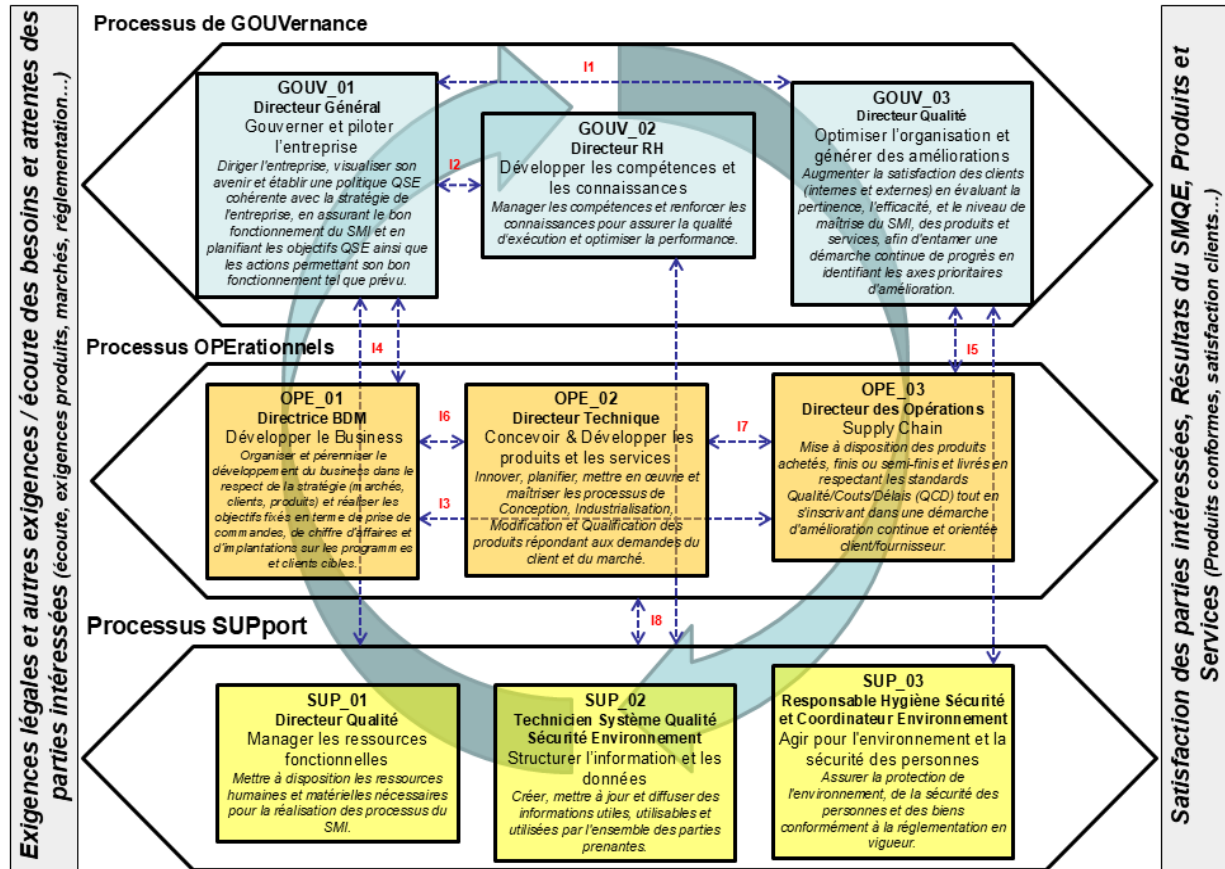 Exigences légales et autres exigences / écoute des besoins et attentes des
parties intéressées (écoute, exigences produits, marchés, réglementation...)
Processus de GOUVernance
I1
GOUV_01
Directeur Général
Gouverner et piloter
l'entreprise
Diriger l'entreprise, visualiser son
avenir et établir une politique QSE
cohérente avec la stratégie de
l'entreprise, en assurant le bon
fonctionnement du SMI et en
planifiant les objectifs QSE ainsi que
les actions permettant son bon
fonctionnement tel que prévu.
I2
GOUV_02
Directeur RH
Développer les compétences et
les connaissances
Manager les compétences et renforcer les
connaissances pour assurer la qualité
d'exécution et optimiser la performance.
GOUV_03
Directeur Qualité
Optimiser l'organisation et
générer des améliorations
Augmenter la satisfaction des clients
(internes et externes) en évaluant la
pertinence, l'efficacité, et le niveau de
maîtrise du SMI, des produits et
services, afin d'entamer une
démarche continue de progrès en
identifiant les axes prioritaires
d'amélioration.
Processus OPErationnels
I4
I5
OPE_01
Directrice BDM
Développer le Business
Organiser et pérenniser le
développement du business dans le
respect de la stratégie (marchés,
clients, produits) et réaliser les
objectifs fixés en terme de prise de
commandes, de chiffre d'affaires et
d'implantations sur les programmes
et clients cibles.
I6
I3
OPE_02
Directeur Technique
Concevoir & Développer les
produits et les services
Innover, planifier, mettre en œuvre et
maîtriser les processus de
Conception, Industrialisation,
Modification et Qualification des
produits répondant aux demandes du
client et du marché.
I7
OPE_03
Directeur des Opérations
Supply Chain
Mise à disposition des produits
achetés, finis ou semi-finis et livrés en
respectant les standards
Qualité/Couts/Délais (QCD) tout en
s'inscrivant dans une démarche
d'amélioration continue et orientée
client/fournisseur.
Processus SUPport
I8
SUP_01
Directeur Qualité
Manager les ressources
fonctionnelles
Mettre à disposition les ressources
humaines et matérielles nécessaires
pour la réalisation des processus du
SMI.
SUP_02
Technicien Système Qualité
Sécurité Environnement
Structurer l'information et les
données
Créer, mettre à jour et diffuser des
informations utiles, utilisables et
utilisées par l'ensemble des parties
prenantes.
SUP_03
Responsable Hygiène Sécurité
et Coordinateur Environnement
Agir pour l'environnement et la
sécurité des personnes
Assurer la protection de
l'environnement, de la sécurité des
personnes et des biens
conformément à la réglementation en
vigueur.
Satisfaction des parties intéressées, Résultats du SMQE, Produits et
Services (Produits conformes, satisfaction clients...)